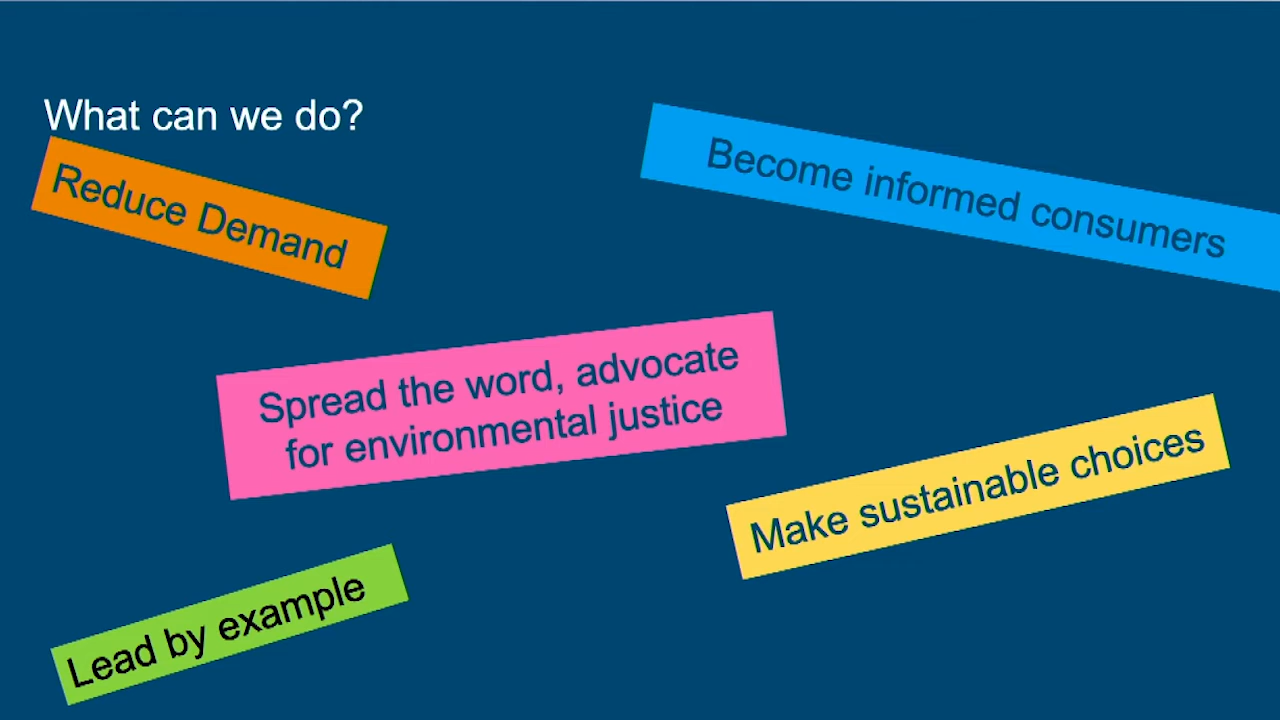 What can we do?
Reduce Demand
Become informed consumers
Spread the word, advocate
for environmental justice
Make sustainable choices
Lead by example